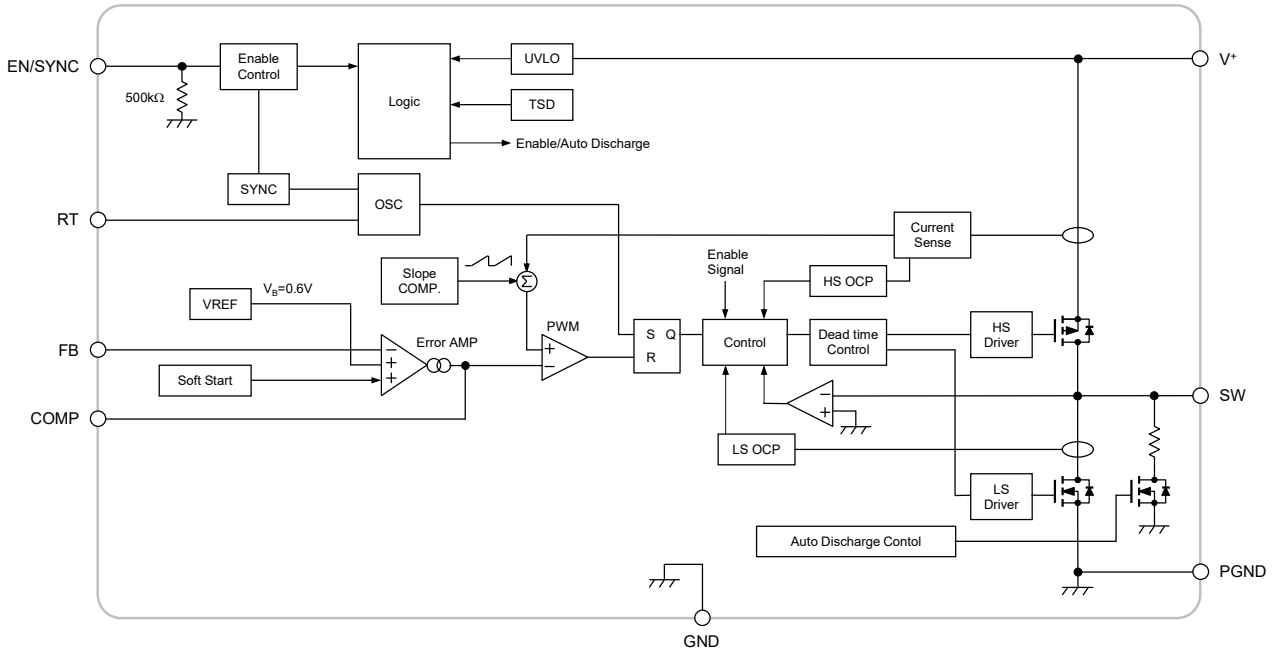 EN/SYNC
500kΩ
Enable
Control
Logic
UVLO
TSD
Enable/Auto Discharge
V+
SYNC
OSC
RT
Current
Sense
Enable
Signal
HS OCP
Slope
COMP.
Σ
VREF
VB=0.6V
PWM
Error AMP
FB
Soft Start
COMP
−
+
+
+
−
S Q
R
Control
Dead time
Control
HS
Driver
−
+
SW
LS OCP
LS
Driver
Auto Discharge Contol
PGND
GND